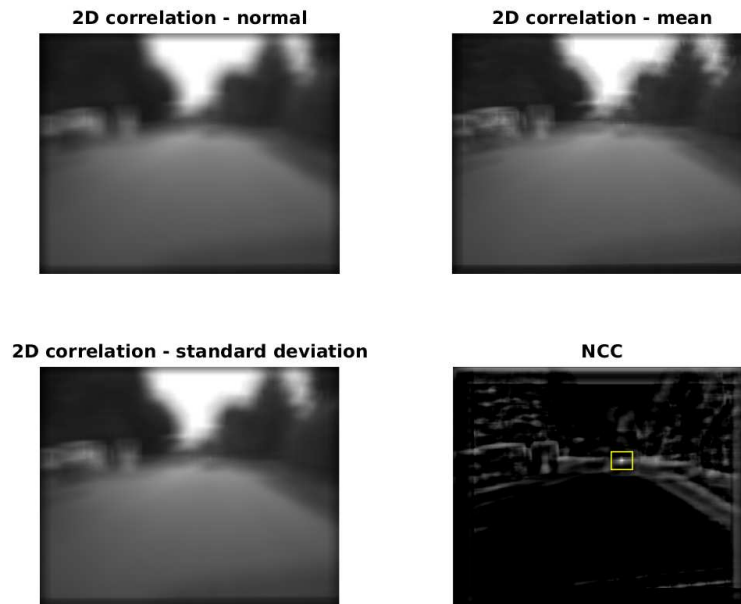 2D correlation - normal
2D correlation - mean
2D correlation - standard deviation
NCC